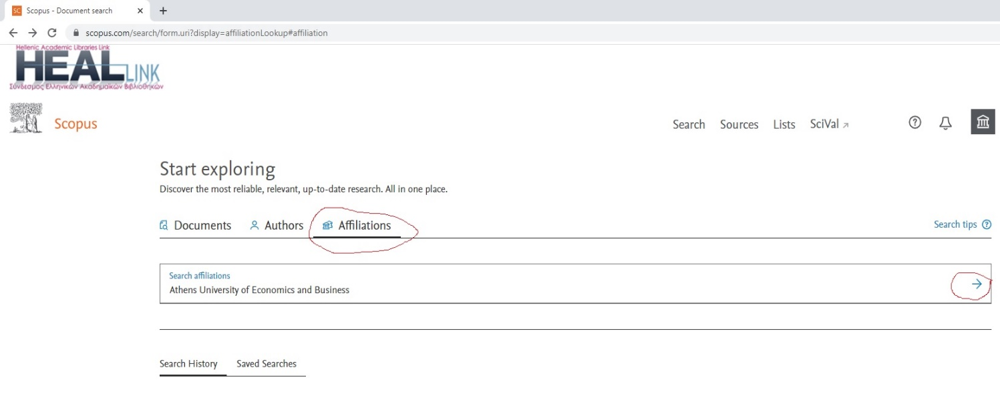 Scopus - Document search
scopus.com/search/form.uri?display=affiliationLookup#affiliation
Hellenic Academic Libraries Link
HEAL LINK
Σύνδεσμος Ελληνικών Ακαδημαϊκών Βιβλιοθηκών
Scopus
Search Sources Lists SciVal
Start exploring
Discover the most reliable, relevant, up-to-date research. All in one place.
Documents Authors Affiliations
Search tips
Search affiliations
Athens University of Economics and Business
Search History Saved Searches